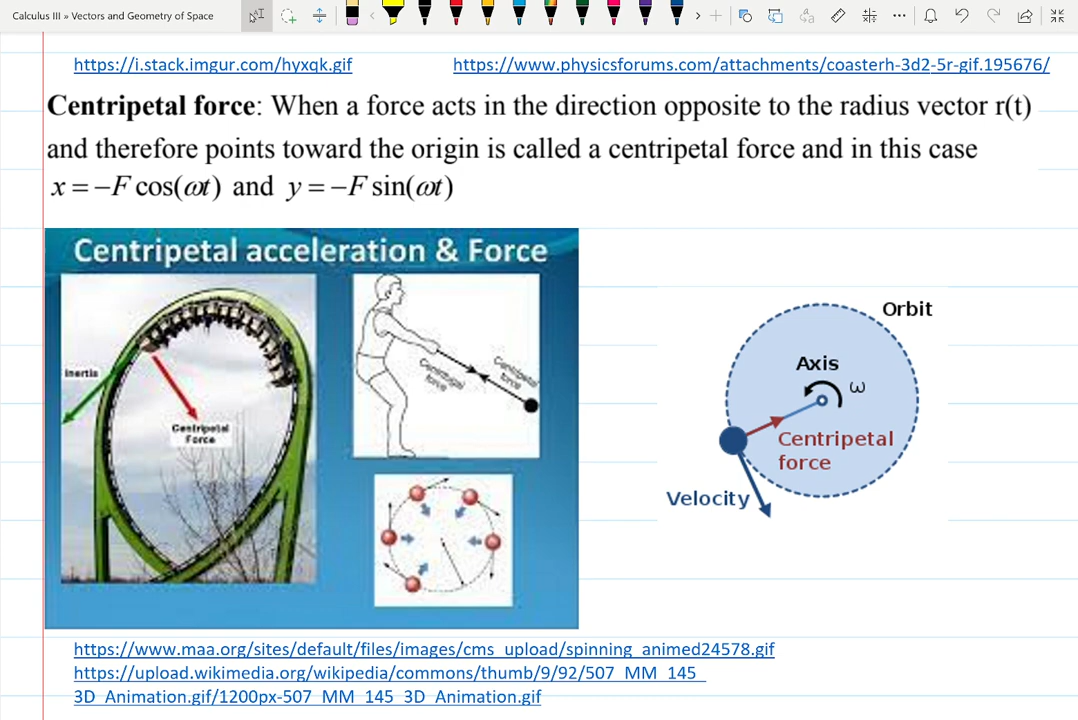 Calculus III » Vectors and Geometry of Space
https://i.stack.imgur.com/hyxqk.gif
https://www.physicsforums.com/attachments/coasterh-3d2-5r-gif.195676/
Centripetal force: When a force acts in the direction opposite to the radius vector r(t)
and therefore points toward the origin is called a centripetal force and in this case
x = −F cos(ωt) and y = −F sin(ωt)
Centripetal acceleration & Force
Inertia
Centripetal
Force
Centrifugal
force
Centripetal
force
Orbit
Axis
ω
Centripetal
force
Velocity
https://www.maa.org/sites/default/files/images/cms_upload/spinning_animed24578.gif
https://upload.wikimedia.org/wikipedia/commons/thumb/9/92/507_MM_145_
3D_Animation.gif/1200px-507_MM_145_3D_Animation.gif